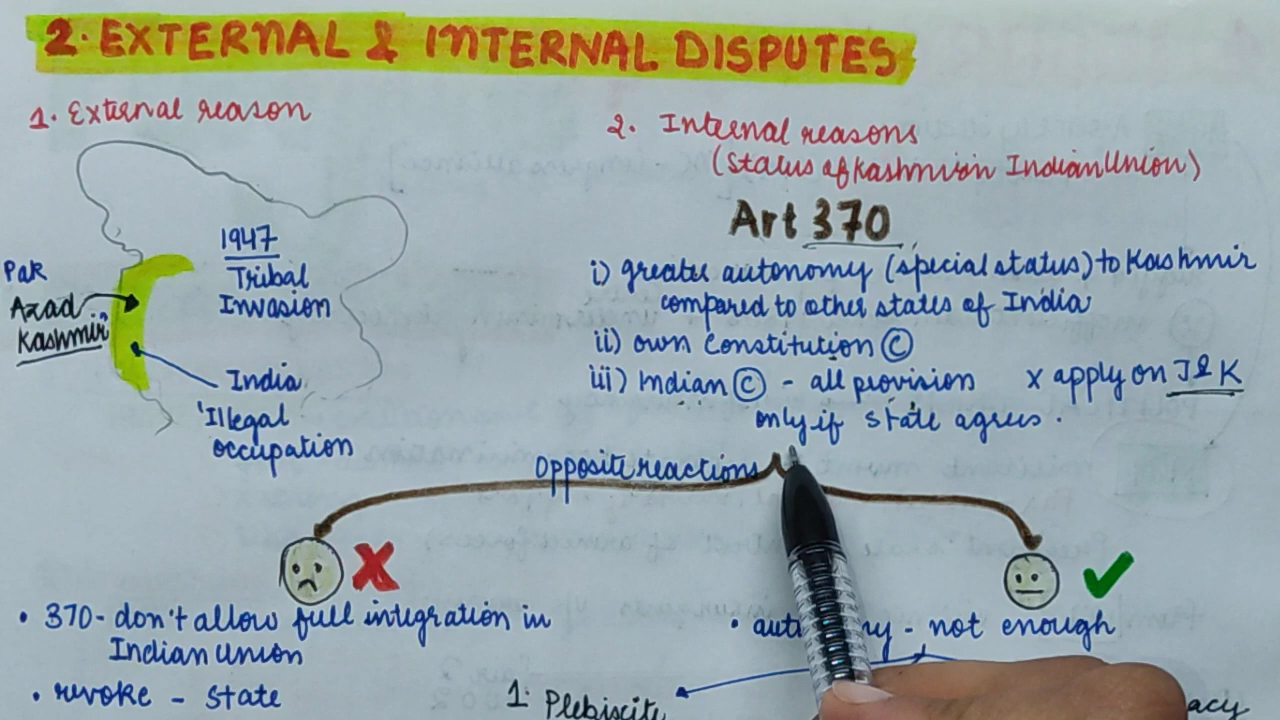 2. EXTERNAL & INTERNAL DISPUTES
1. External reason
1947
Tribal
Invasion
Pak
Azad
Kashmir
India
'Illegal
occupation
2. Internal reasons
(Status of Kashmir in Indian Union)
Art 370
i) greater autonomy (special status) to Kashmir
compared to other states of India
ii) own Constitution ©
iii) Indian © - all provision x apply on J&K
only if state agrees.
Opposite reactions
• 370 - don't allow full integration in
Indian union
• revoke - state
• - not enough
1. Plebiscite